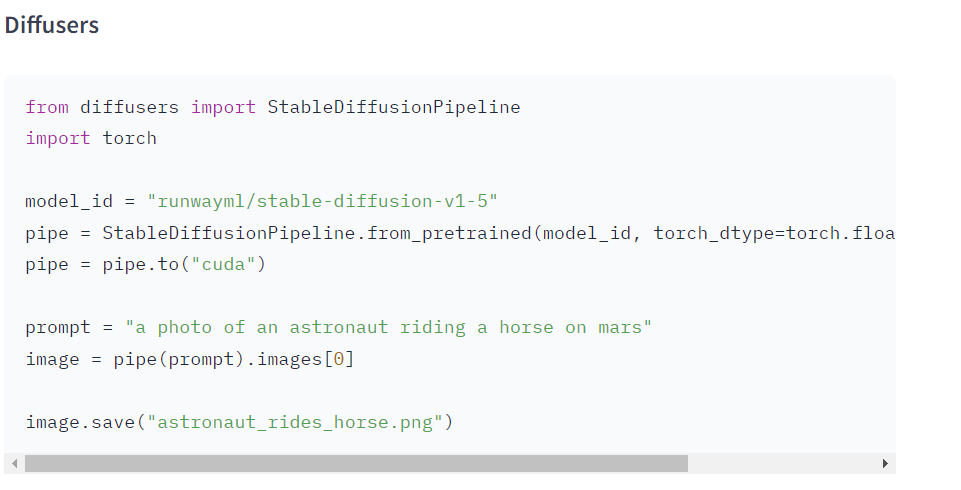 Diffusers
from diffusers import StableDiffusionPipeline
import torch
model_id = "runwayml/stable-diffusion-v1-5"
pipe = StableDiffusionPipeline.from_pretrained(model_id, torch_dtype=torch.floa
pipe = pipe.to("cuda")
prompt = "a photo of an astronaut riding a horse on mars"
image = pipe(prompt).images[0]
image.save("astronaut_rides_horse.png")